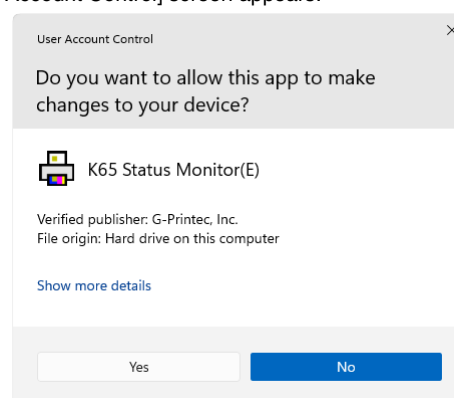 Account Control] screen appears.
User Account Control
Do you want to allow this app to make
changes to your device?
K65 Status Monitor(E)
Verified publisher: G-Printec, Inc.
File origin: Hard drive on this computer
Show more details
Yes
No